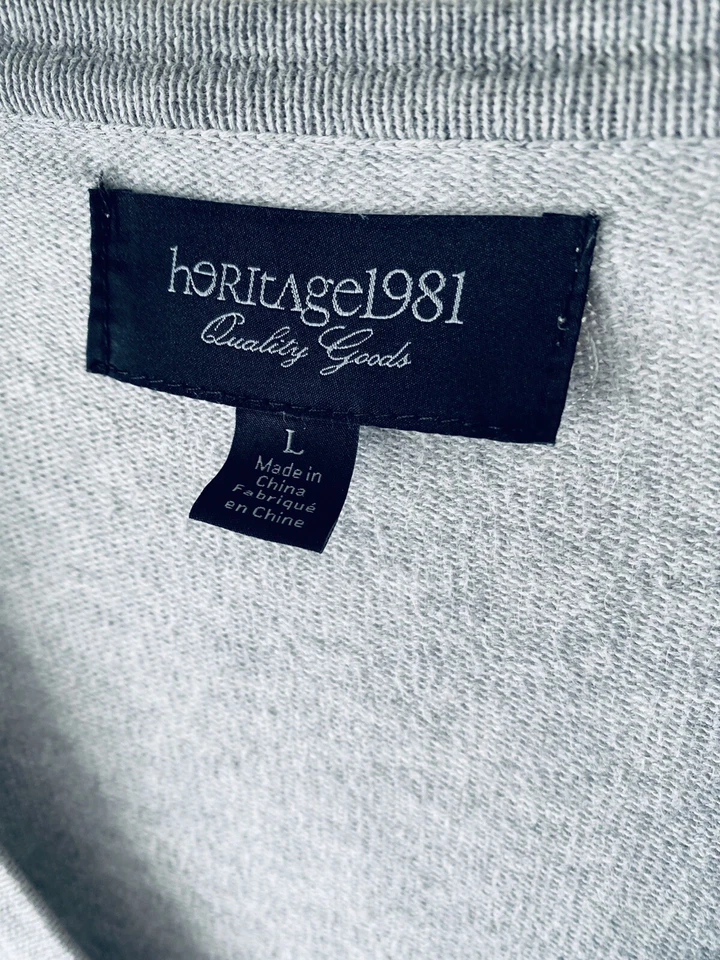 heRItAge1981
Quality Goods
L
Made in
China
Fabriqué
en Chine